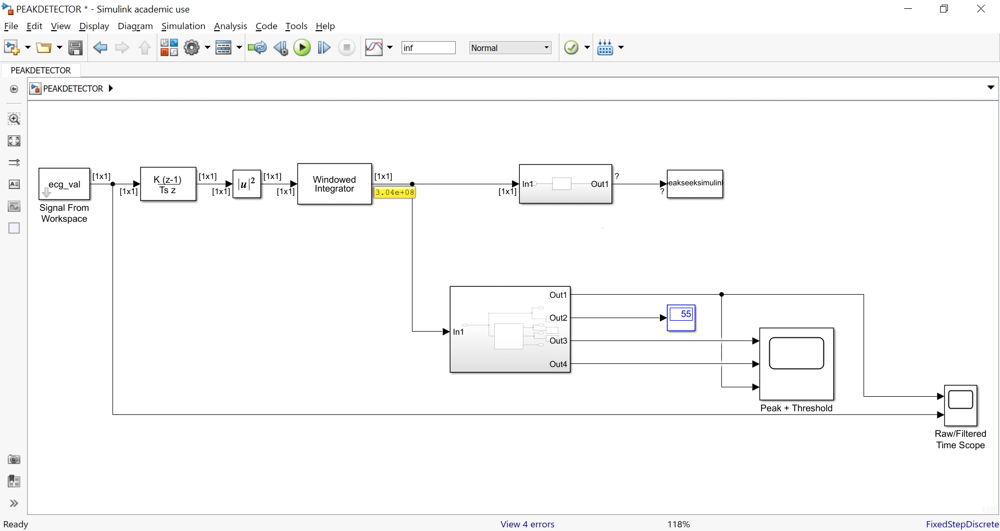 PEAKDETECTOR * - Simulink academic use
File Edit View Display Diagram Simulation Analysis Code Tools Help
inf
Normal
PEAKDETECTOR
PEAKDETECTOR
ecg_val
Signal From
Workspace
[1x1]
[1x1]
K (z-1)
Ts z
[1x1]
[1x1]
|u|²
[1x1]
[1x1]
Windowed
Integrator
[1x1]
3.04e+08
[1x1]
In1
Out1
?
?
eakseeksimulin
In1
Out1
Out2
Out3
Out4
55
Peak + Threshold
Raw/Filtered
Time Scope
Ready
View 4 errors
118%
FixedStepDiscrete